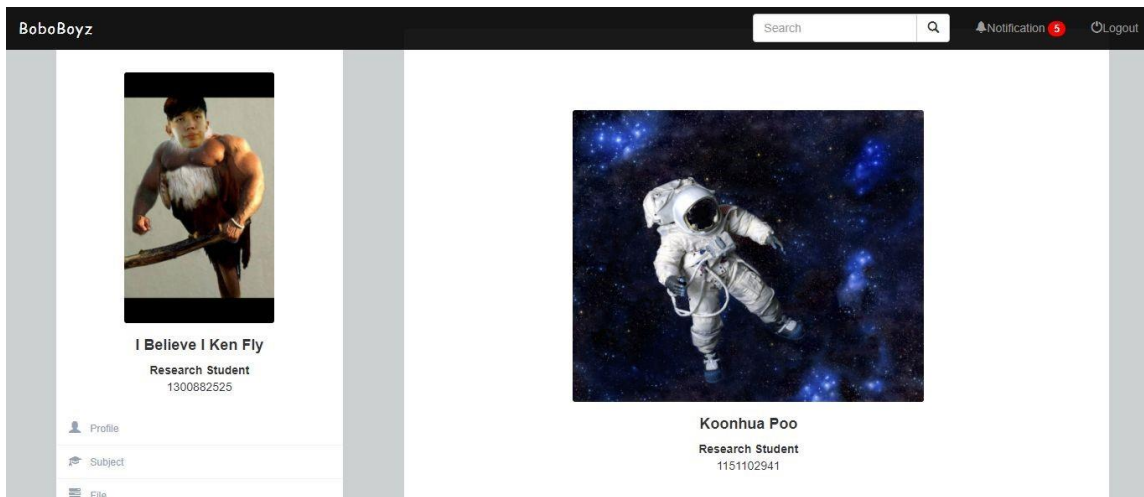 BoboBoyz
Search
Notification 5
Logout
I Believe I Ken Fly
Research Student
1300882525
Profile
Subject
File
Koonhua Poo
Research Student
1151102941